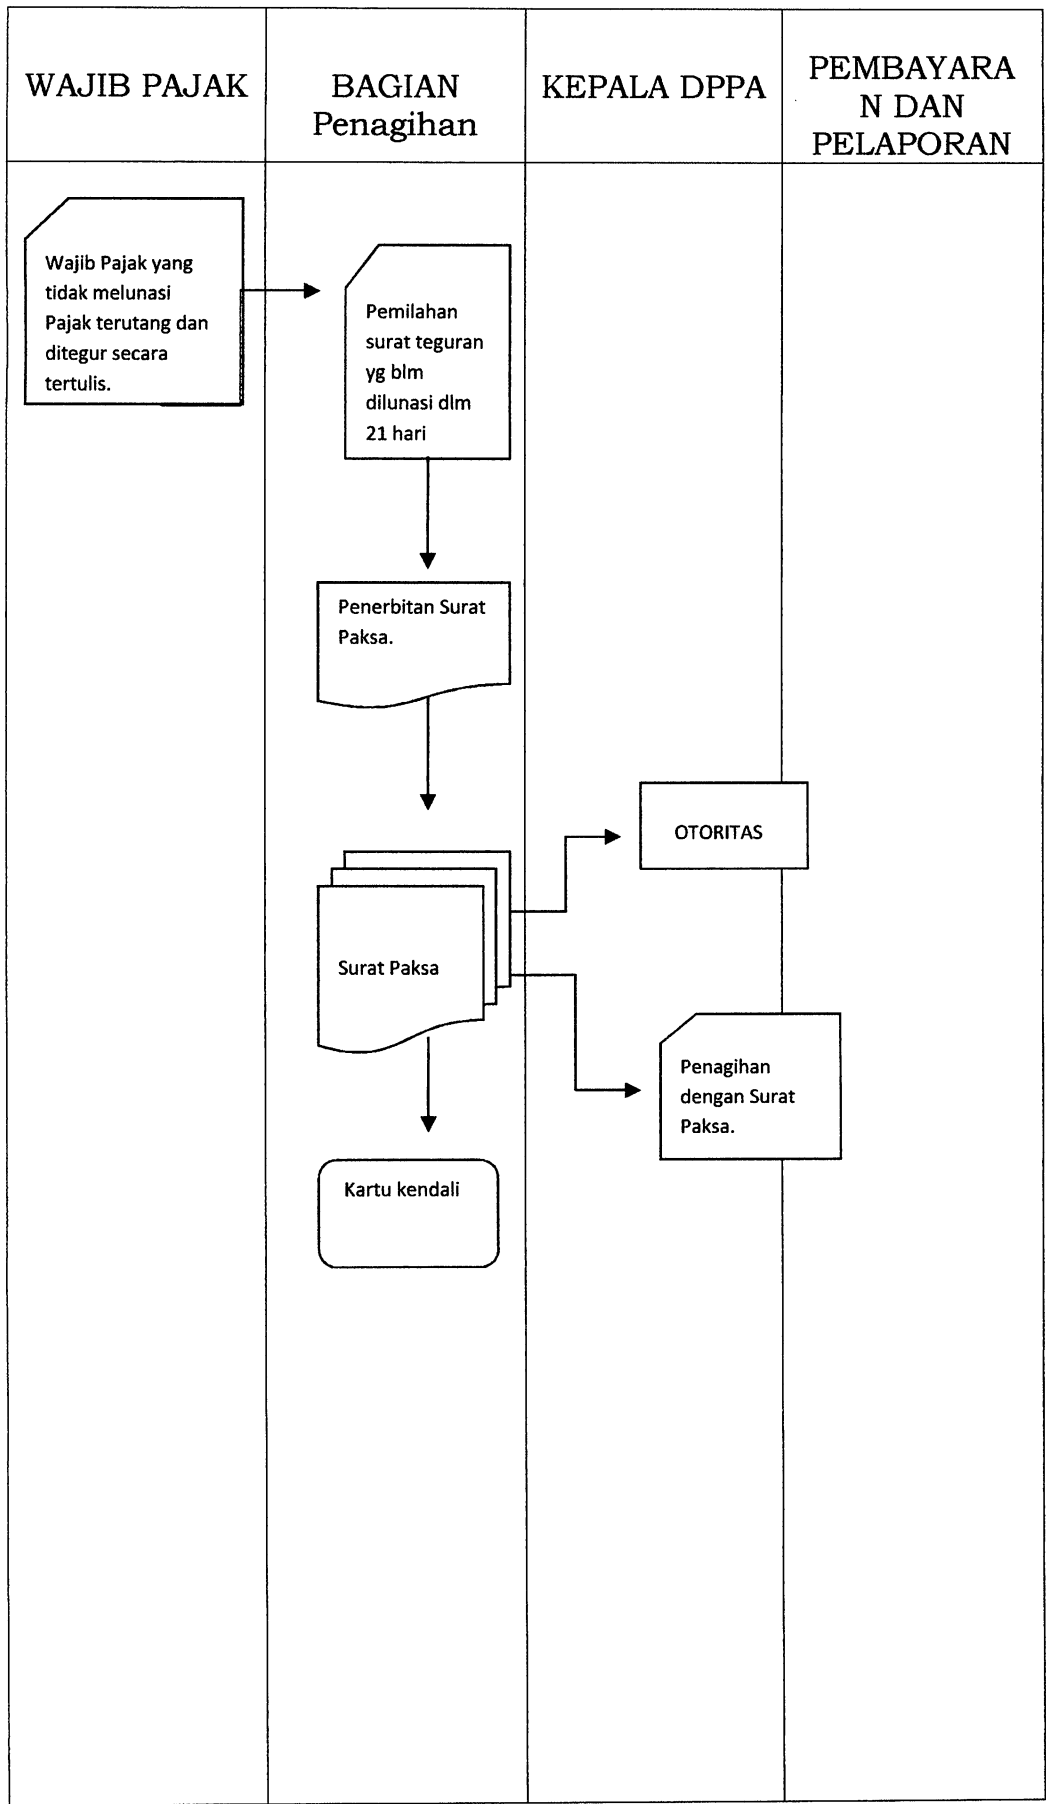 WAJIB PAJAK
BAGIAN
Penagihan
KEPALA DPPA
PEMBAYARA
N DAN
PELAPORAN
Wajib Pajak yang
tidak melunasi
Pajak terutang dan
ditegur secara
tertulis.
Pemilahan
surat teguran
yg blm
dilunasi dlm
21 hari
Penerbitan Surat
Paksa.
OTORITAS
Surat Paksa
Penagihan
dengan Surat
Paksa.
Kartu kendali